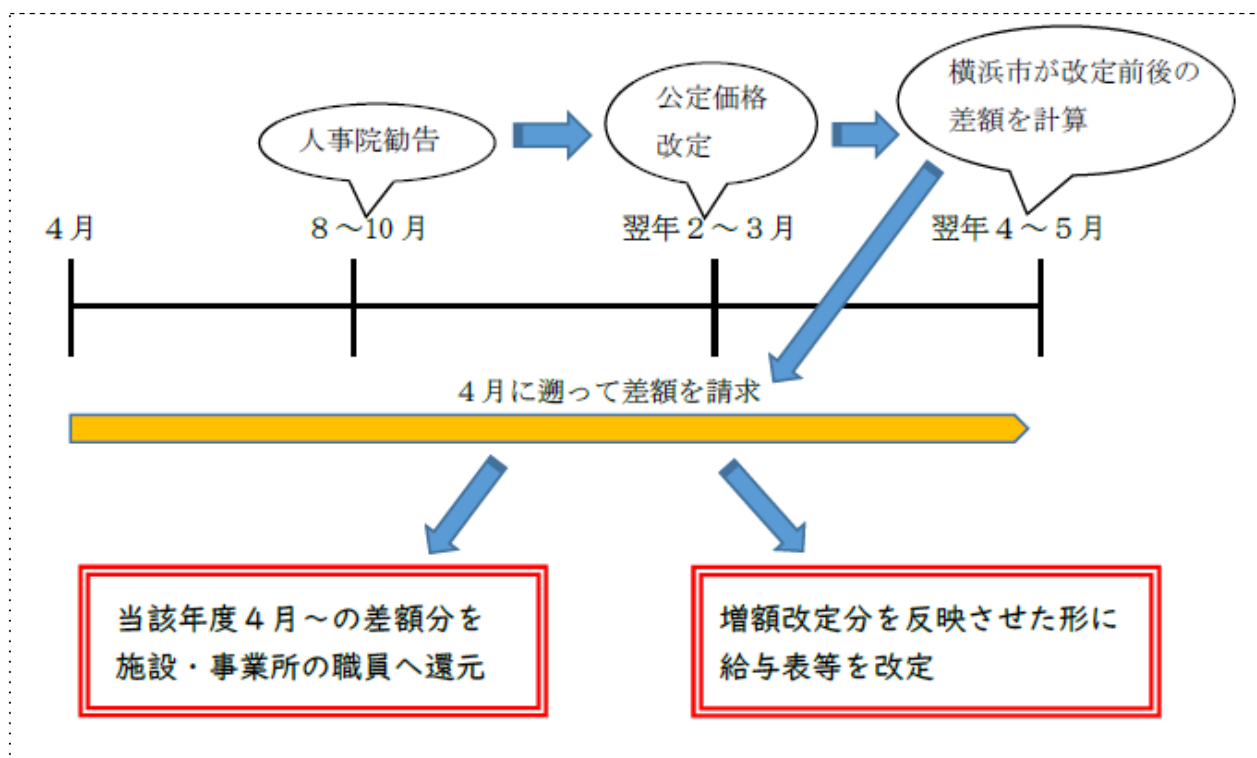 人事院勧告
公定価格
改定
横浜市が改定前後の
差額を計算
４月
８～10 月
翌年２～３月
翌年４～５月
４月に遡って差額を請求
当該年度４月～の差額分を
施設・事業所の職員へ還元
増額改定分を反映させた形に
給与表等を改定